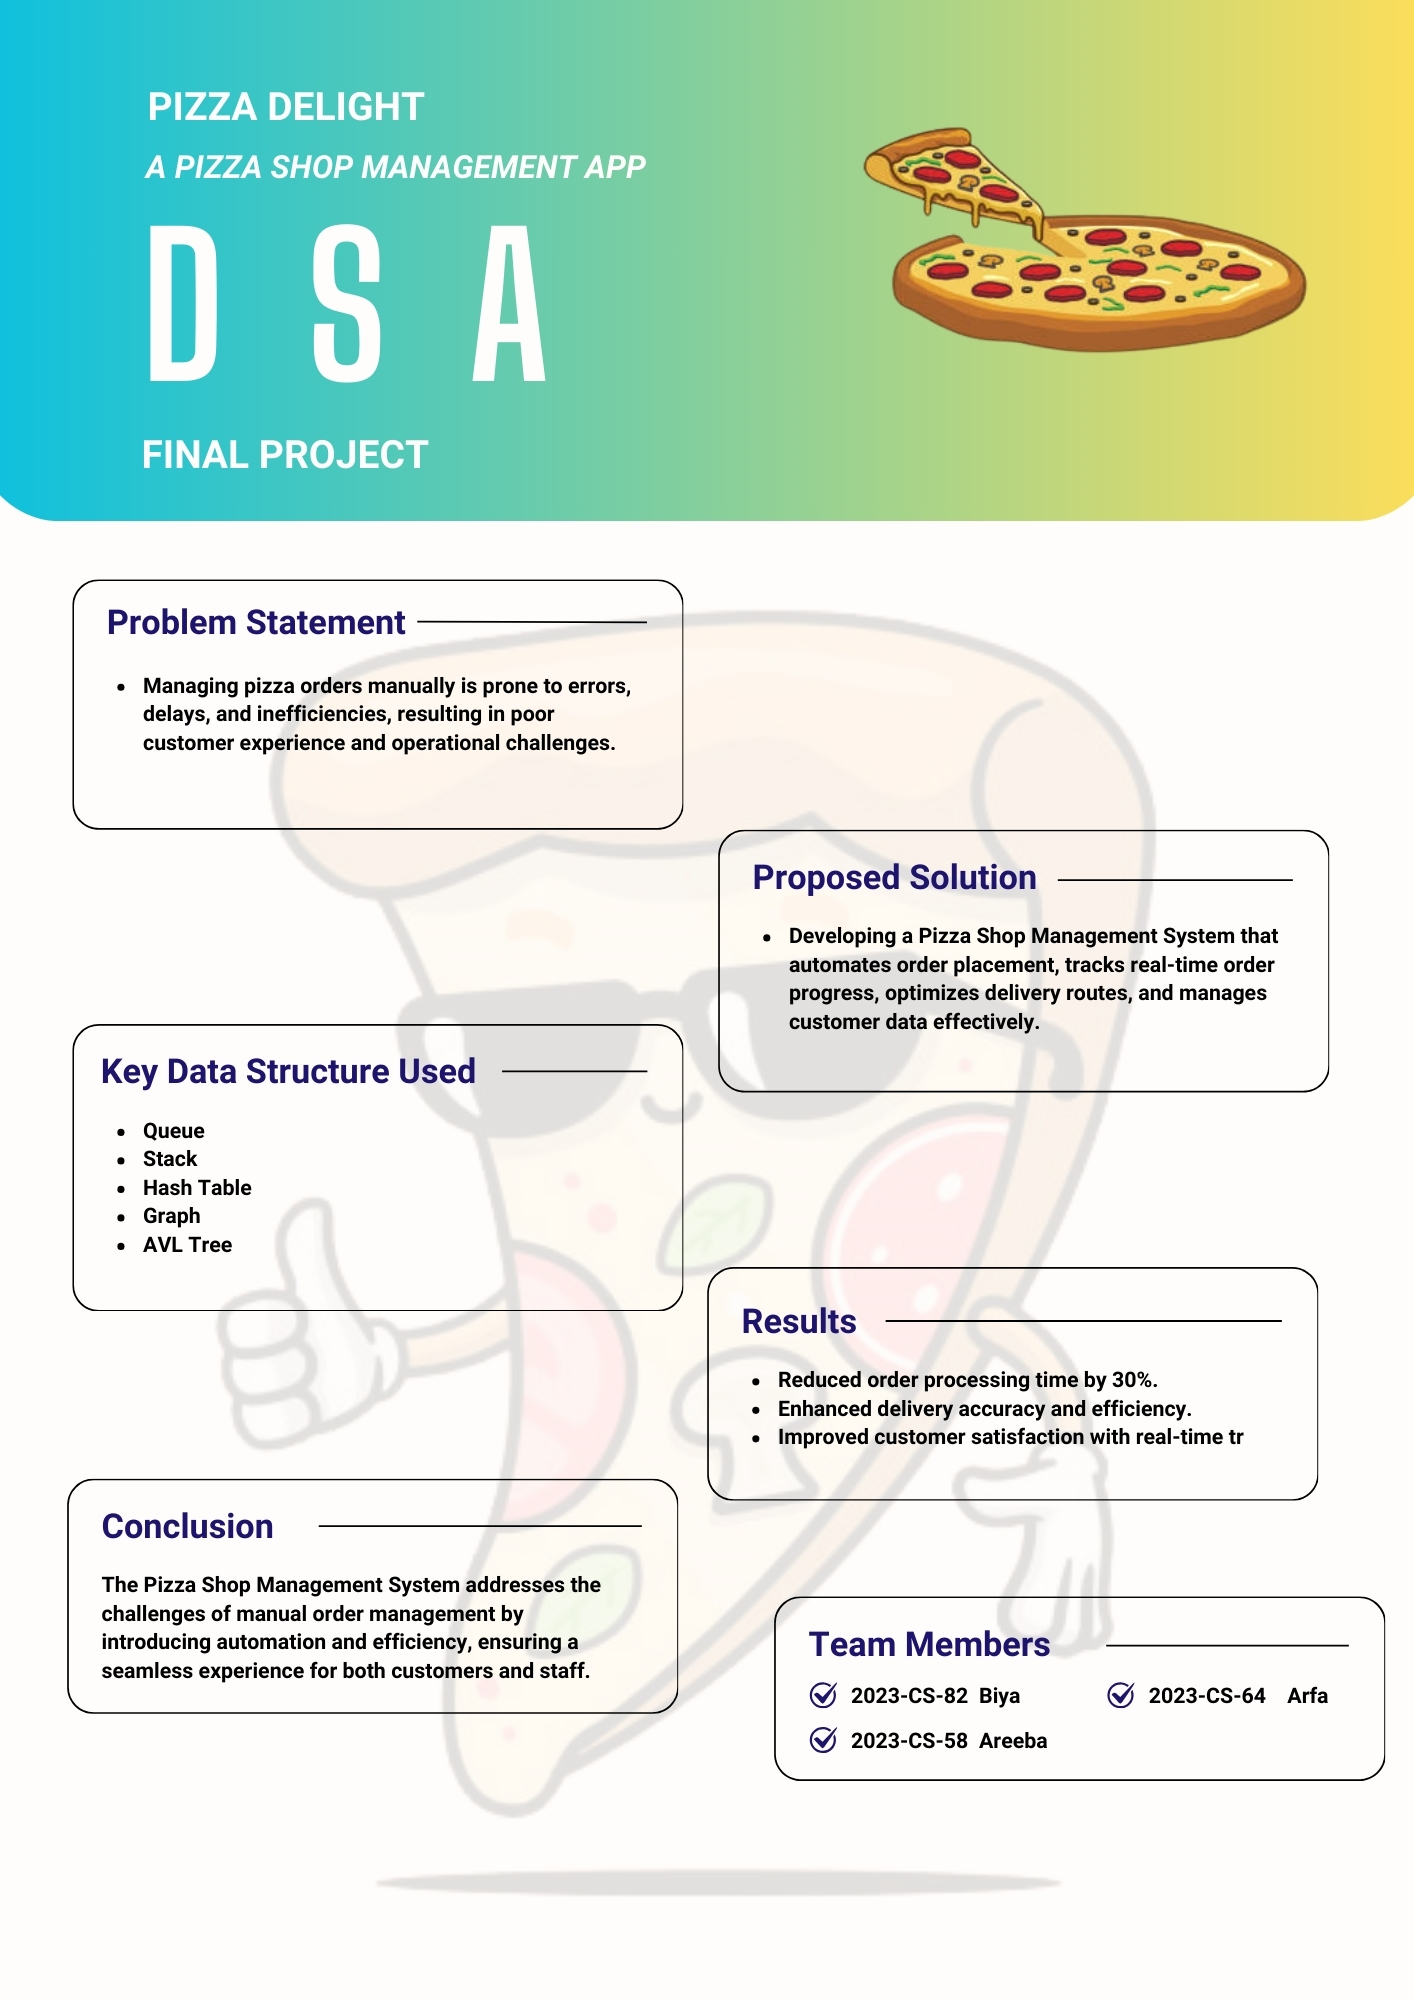 PIZZA DELIGHT
A PIZZA SHOP MANAGEMENT APP
D S A
FINAL PROJECT
Problem Statement
• Managing pizza orders manually is prone to errors,
delays, and inefficiencies, resulting in poor
customer experience and operational challenges.
Proposed Solution
• Developing a Pizza Shop Management System that
automates order placement, tracks real-time order
progress, optimizes delivery routes, and manages
customer data effectively.
Key Data Structure Used
• Queue
• Stack
• Hash Table
• Graph
• AVL Tree
Results
• Reduced order processing time by 30%.
• Enhanced delivery accuracy and efficiency.
• Improved customer satisfaction with real-time tr
Conclusion
The Pizza Shop Management System addresses the
challenges of manual order management by
introducing automation and efficiency, ensuring a
seamless experience for both customers and staff.
Team Members
2023-CS-82 Biya
2023-CS-64 Arfa
2023-CS-58 Areeba